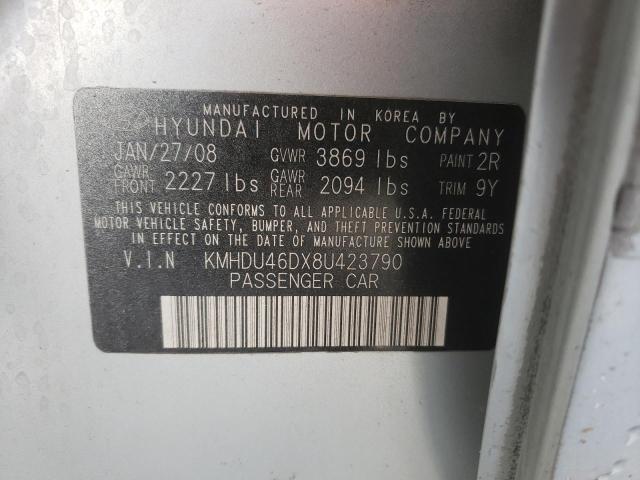 MANUFACTURED IN KOREA BY
HYUNDAI MOTOR COMPANY
JAN/27/08 GVWR 3869 lbs PAINT 2R
GAWR FRONT 2227 lbs GAWR REAR 2094 lbs TRIM 9Y
THIS VEHICLE CONFORMS TO ALL APPLICABLE U.S.A. FEDERAL
MOTOR VEHICLE SAFETY, BUMPER, AND THEFT PREVENTION STANDARDS
IN EFFECT ON THE DATE OF MANUFACTURE SHOWN ABOVE.
V.I.N KMHDU46DX8U423790
PASSENGER CAR